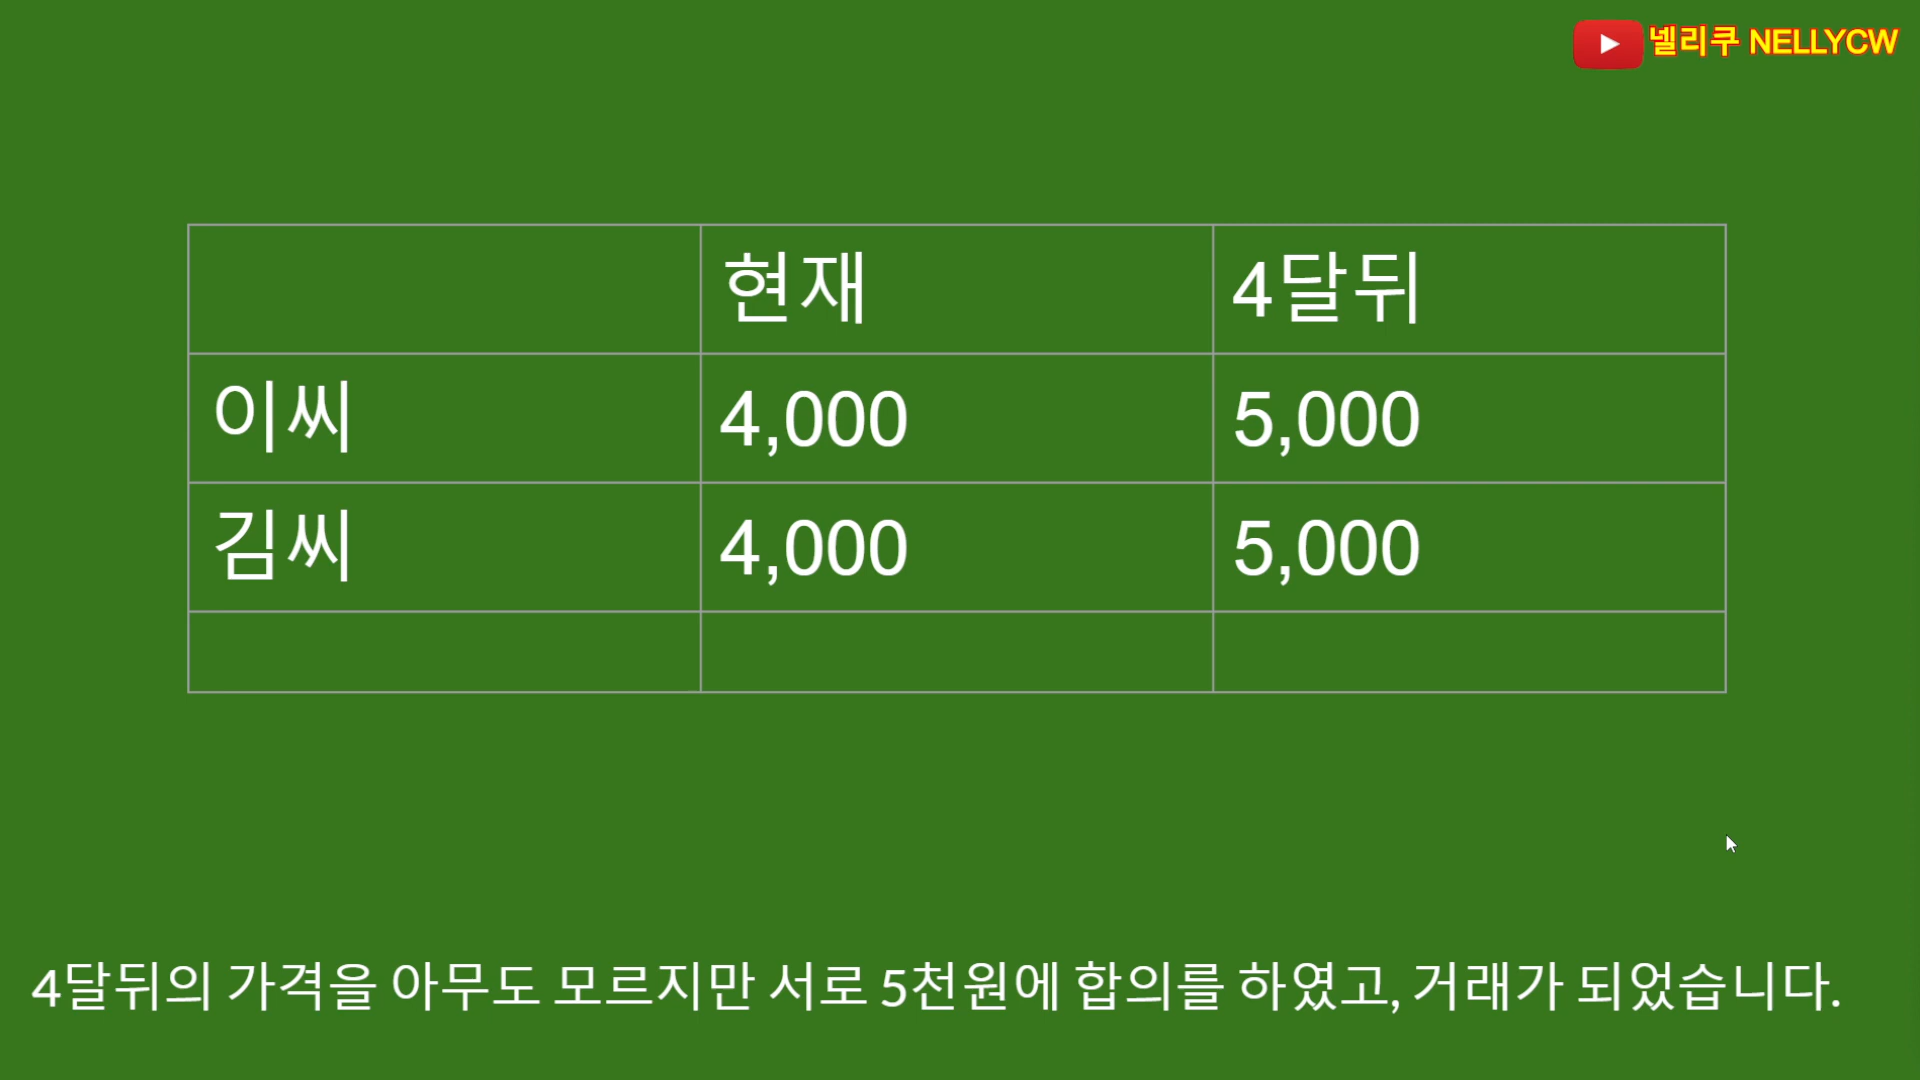 넬리쿠 NELLYCW
현재 4달뒤
이씨 4,000 5,000
김씨 4,000 5,000
4달뒤의 가격을 아무도 모르지만 서로 5천원에 합의를 하였고, 거래가 되었습니다.